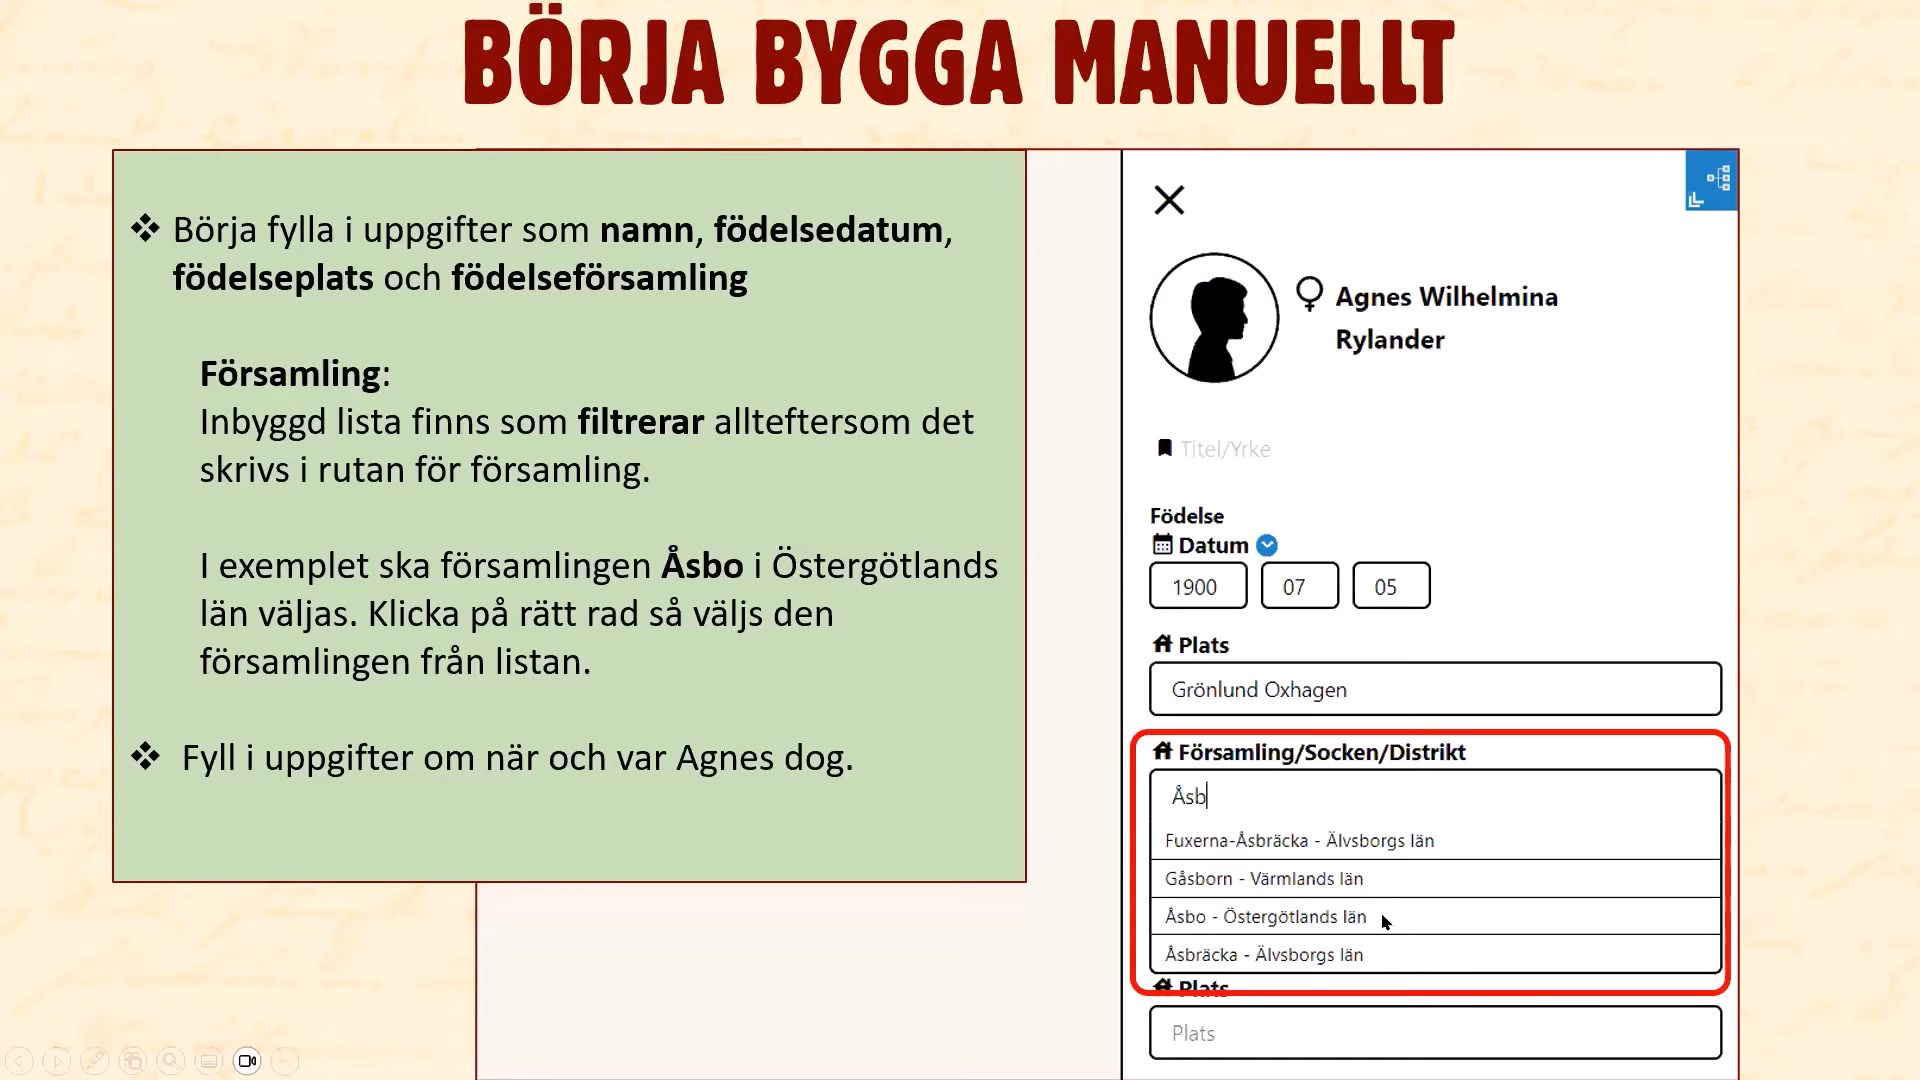 BÖRJA BYGGA MANUELLT
Börja fylla i uppgifter som namn, födelsedatum,
födelseplats och födelseförsamling
Församling:
Inbyggd lista finns som filtrerar allteftersom det
skrivs i rutan för församling.
I exemplet ska församlingen Åsbo i Östergötlands
län väljas. Klicka på rätt rad så väljs den
församlingen från listan.
Fyll i uppgifter om när och var Agnes dog.
Agnes Wilhelmina
Rylander
Titel/Yrke
Födelse
Datum
1900 07 05
Plats
Grönlund Oxhagen
Församling/Socken/Distrikt
Åsb
Fuxerna-Åsbräcka - Älvsborgs län
Gåsborn - Värmlands län
Åsbo - Östergötlands län
Åsbräcka - Älvsborgs län
Plats
Plats